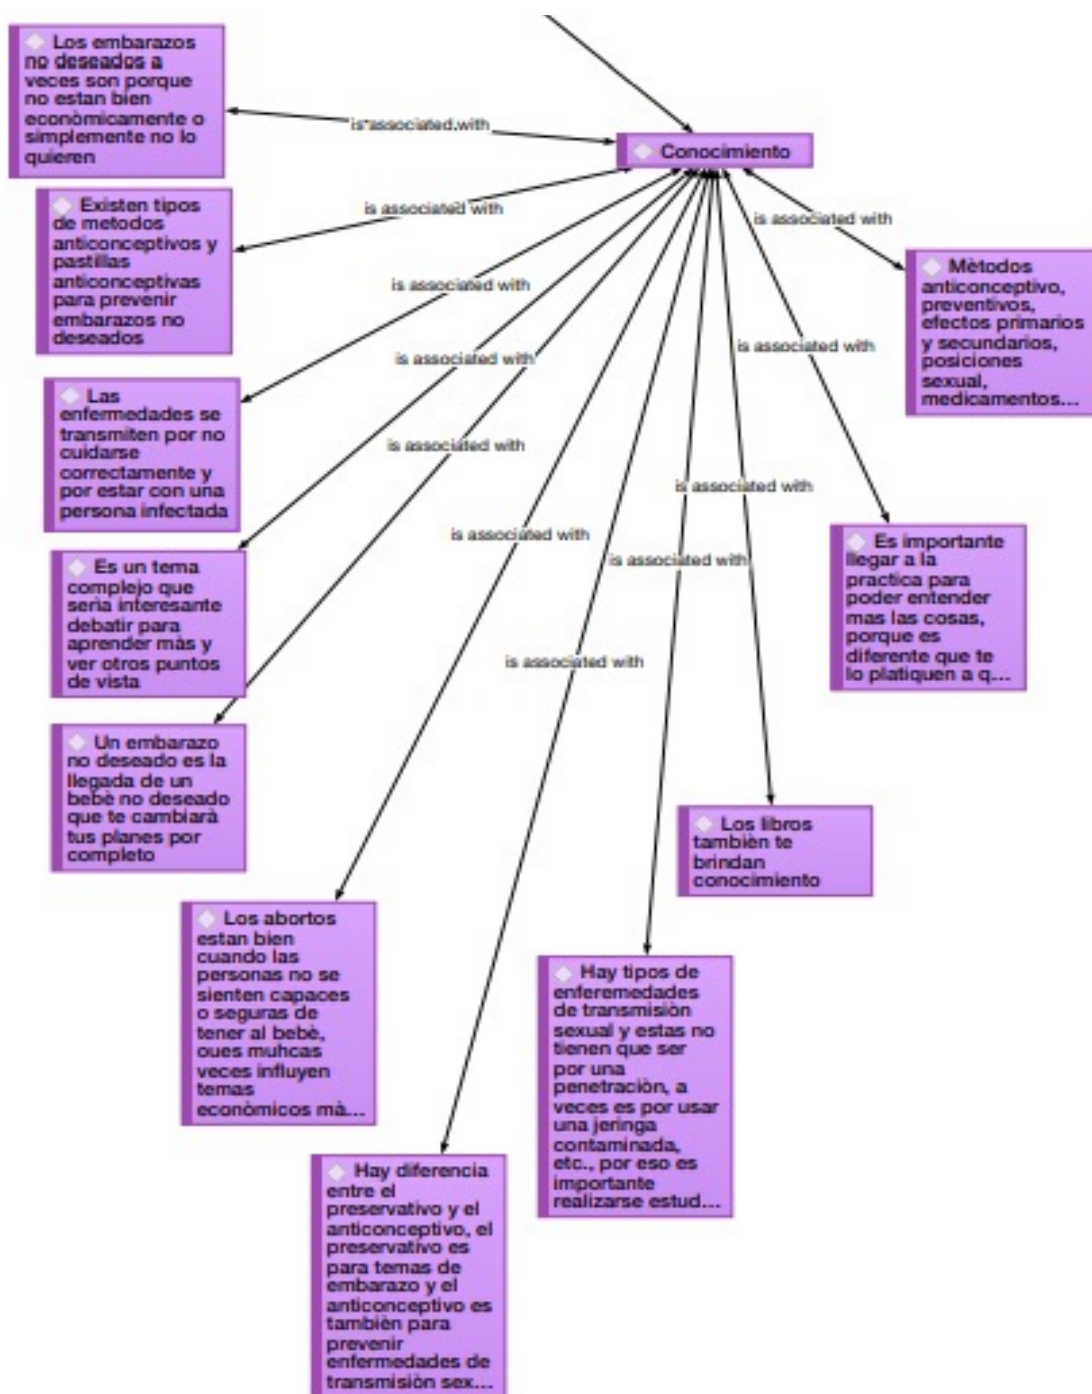 Los embarazos
no deseados a
veces son porque
no estan bien
econòmicamente o
simplemente no lo
quieren
is associated with
Conocimiento
Existen tipos
de metodos
anticonceptivos y
pastillas
anticonceptivas
para prevenir
embarazos no
deseados
is associated with
is associated with
Mètodos
anticonceptivo,
preventivos,
efectos primarios
y secundarios,
posiciones
sexual,
medicamentos...
is associated with
is associated with
is associated with
Las
enfermedades se
transmiten por no
cuidarse
correctamente y
por estar con una
persona infectada
is associated with
is associated with
is associated with
is associated with
Es importante
llegar a la
practica para
poder entender
mas las cosas,
porque es
diferente que te
lo platiquen a q...
Es un tema
complejo que
serìa interesante
debatir para
aprender màs y
ver otros puntos
de vista
is associated with
Un embarazo
no deseado es la
llegada de un
bebè no deseado
que te cambiarà
tus planes por
completo
Los libros
tambièn te
brindan
conocimiento
Los abortos
estan bien
cuando las
personas no se
sienten capaces
o seguras de
tener al bebè,
oues muhcas
veces influyen
temas
econòmicos mà...
Hay tipos de
enferemedades
de transmisiòn
sexual y estas no
tienen que ser
por una
penetraciòn, a
veces es por usar
una jeringa
contaminada,
etc., por eso es
importante
realizarse estud...
Hay diferencia
entre el
preservativo y el
anticonceptivo, el
preservativo es
para temas de
embarazo y el
anticonceptivo es
tambièn para
prevenir
enfermedades de
transmisiòn sex...